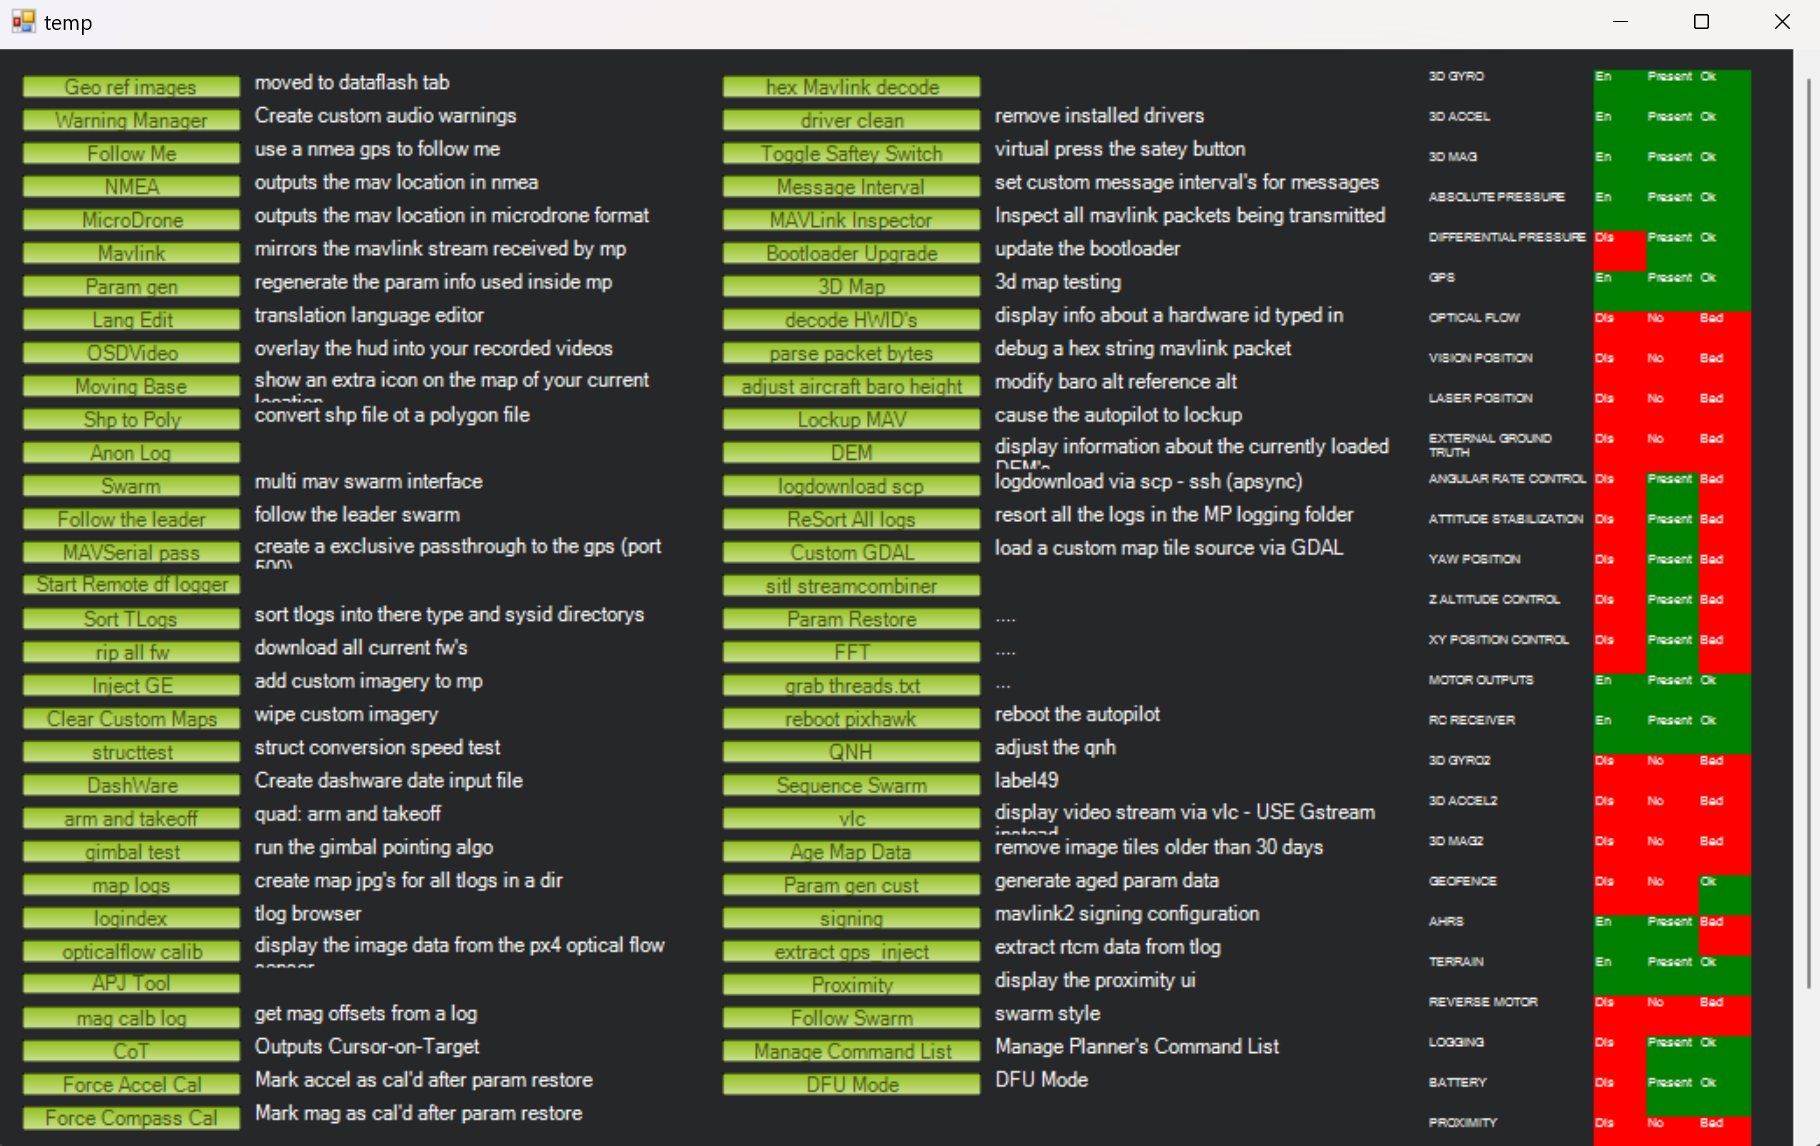 temp
Geo ref images moved to dataflash tab
Warning Manager Create custom audio warnings
Follow Me use a nmea gps to follow me
NMEA outputs the mav location in nmea
MicroDrone outputs the mav location in microdrone format
Mavlink mirrors the mavlink stream received by mp
Param gen regenerate the param info used inside mp
Lang Edit translation language editor
OSDVideo overlay the hud into your recorded videos
Moving Base show an extra icon on the map of your current
location
Shp to Poly convert shp file ot a polygon file
Anon Log
Swarm multi mav swarm interface
Follow the leader follow the leader swarm
MAVSerial pass create a exclusive passthrough to the gps (port
500)
Start Remote df logger
Sort TLogs sort tlogs into there type and sysid directorys
rip all fw download all current fw's
Inject GE add custom imagery to mp
Clear Custom Maps wipe custom imagery
structtest struct conversion speed test
DashWare Create dashware date input file
arm and takeoff quad: arm and takeoff
gimbal test run the gimbal pointing algo
map logs create map jpg's for all tlogs in a dir
logindex tlog browser
opticalflow calib display the image data from the px4 optical flow
sensor
APJ Tool
mag calb log get mag offsets from a log
CoT Outputs Cursor-on-Target
Force Accel Cal Mark accel as cal'd after param restore
Force Compass Cal Mark mag as cal'd after param restore
hex Mavlink decode
driver clean remove installed drivers
Toggle Saftey Switch virtual press the satey button
Message Interval set custom message interval's for messages
MAVLink Inspector Inspect all mavlink packets being transmitted
Bootloader Upgrade update the bootloader
3D Map 3d map testing
decode HWID's display info about a hardware id typed in
parse packet bytes debug a hex string mavlink packet
adjust aircraft baro height modify baro alt reference alt
Lockup MAV cause the autopilot to lockup
DEM display information about the currently loaded
DEM's
logdownload scp logdownload via scp - ssh (apsync)
ReSort All logs resort all the logs in the MP logging folder
Custom GDAL load a custom map tile source via GDAL
sitl streamcombiner
Param Restore ....
FFT ....
grab threads.txt ...
reboot pixhawk reboot the autopilot
QNH adjust the qnh
Sequence Swarm label49
vlc display video stream via vlc - USE Gstream
instead
Age Map Data remove image tiles older than 30 days
Param gen cust generate aged param data
signing mavlink2 signing configuration
extract gps_inject extract rtcm data from tlog
Proximity display the proximity ui
Follow Swarm swarm style
Manage Command List Manage Planner's Command List
DFU Mode DFU Mode
3D GYRO En Present Ok
3D ACCEL En Present Ok
3D MAG En Present Ok
ABSOLUTE PRESSURE En Present Ok
DIFFERENTIAL PRESSURE Dis Present Ok
GPS En Present Ok
OPTICAL FLOW Dis No Bad
VISION POSITION Dis No Bad
LASER POSITION Dis No Bad
EXTERNAL GROUND Dis No Bad
TRUTH
ANGULAR RATE CONTROL Dis Present Bad
ATTITUDE STABILIZATION Dis Present Bad
YAW POSITION Dis Present Bad
Z ALTITUDE CONTROL Dis Present Bad
XY POSITION CONTROL Dis Present Bad
MOTOR OUTPUTS En Present Ok
RC RECEIVER En Present Ok
3D GYRO2 Dis No Bad
3D ACCEL2 Dis No Bad
3D MAG2 Dis No Bad
GEOFENCE Dis No Ok
AHRS En Present Bad
TERRAIN En Present Ok
REVERSE MOTOR Dis No Bad
LOGGING Dis Present Ok
BATTERY Dis Present Ok
PROXIMITY Dis No Bad